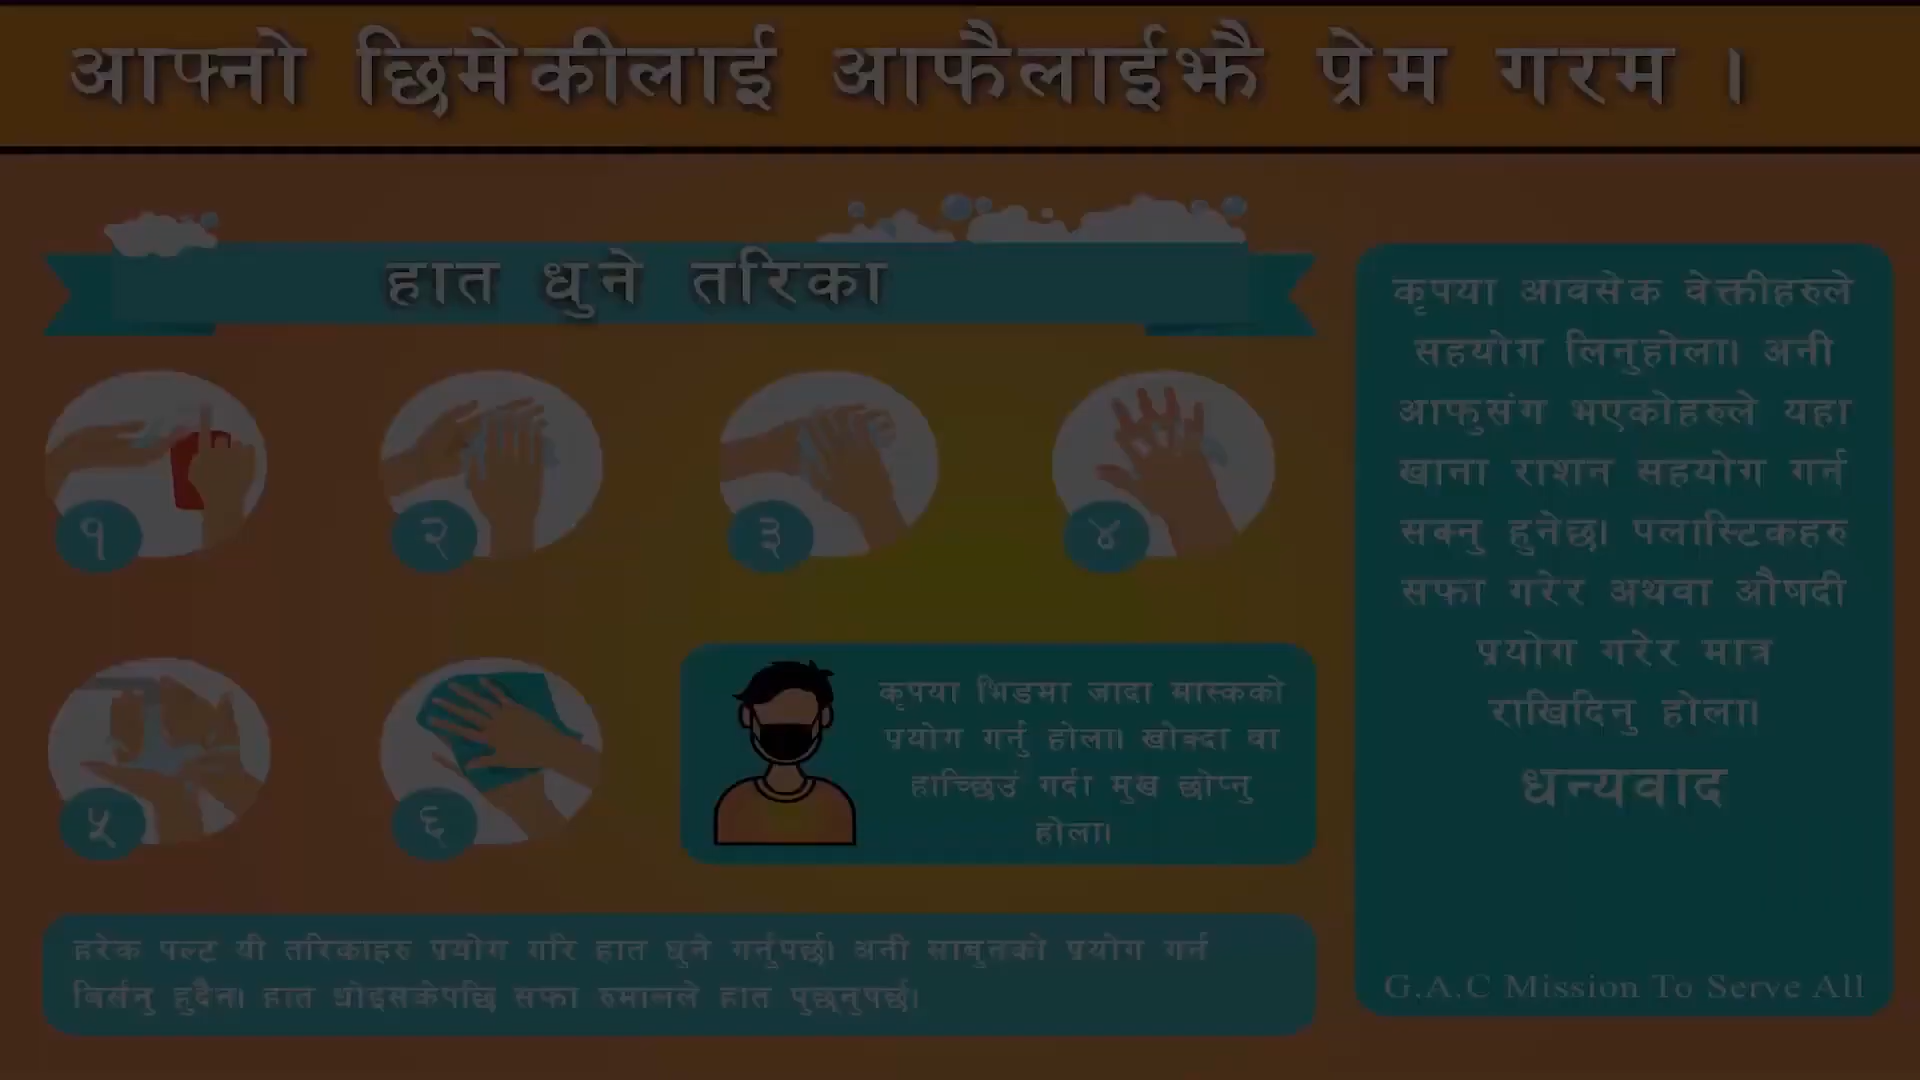 आफ्नो छिमेकीलाई आफैलाईझै प्रेम गरम ।
हात धुने तरिका
१
२
३
४
५
६
कृपया भिडमा जादा मास्कको
प्रयोग गर्नु होला। खोक्दा वा
हाच्छिउं गर्दा मुख छोप्नु
होला।
हरेक पल्ट यी तरिकाहरु प्रयोग गरि हात धुने गर्नुपर्छ। अनी साबुनको प्रयोग गर्न
बिर्सनु हुदैन। हात धोइसकेपछि सफा रुमालले हात पुछ्नुपर्छ।
कृपया आवसेक वेक्तीहरुले
सहयोग लिनुहोला। अनी
आफुसंग भएकोहरुले यहा
खाना राशन सहयोग गर्न
सक्नु हुनेछ। पलास्टिकहरु
सफा गरेर अथवा औषदी
प्रयोग गरेर मात्र
राखिदिनु होला।
धन्यवाद
G.A.C Mission To Serve All